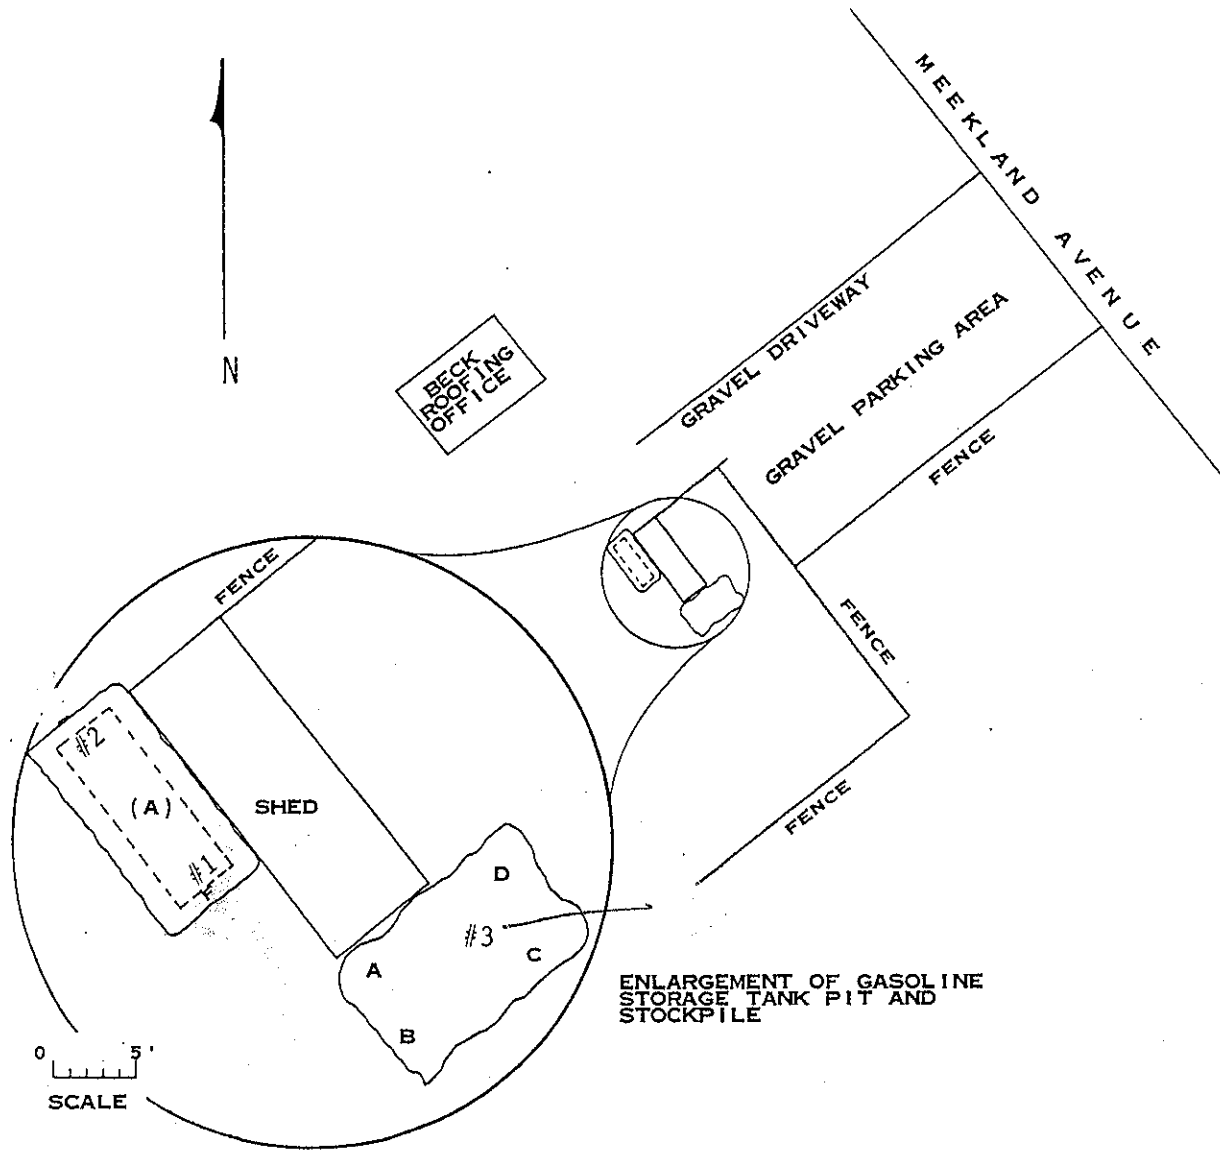 MEEKLAND AVENUE
N
BECK
ROOFING
OFFICE
GRAVEL DRIVEWAY
GRAVEL PARKING AREA
FENCE
FENCE
FENCE
FENCE
#2
(A)
SHED
#1
F
D
#3
C
A
B
ENLARGEMENT OF GASOLINE
STORAGE TANK PIT AND
STOCKPILE
0 5'
SCALE